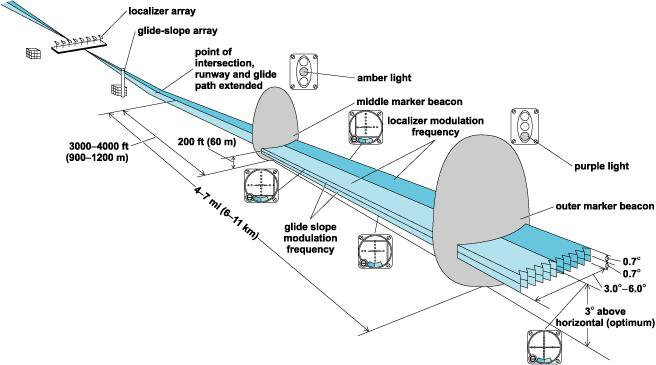 localizer array
glide-slope array
point of
intersection,
runway and glide
path extended
amber light
middle marker beacon
localizer modulation
frequency
3000–4000 ft
(900–1200 m)
200 ft (60 m)
purple light
4–7 mi (6–11 km)
outer marker beacon
glide slope
modulation
frequency
0.7°
0.7°
3.0°–6.0°
3° above
horizontal (optimum)